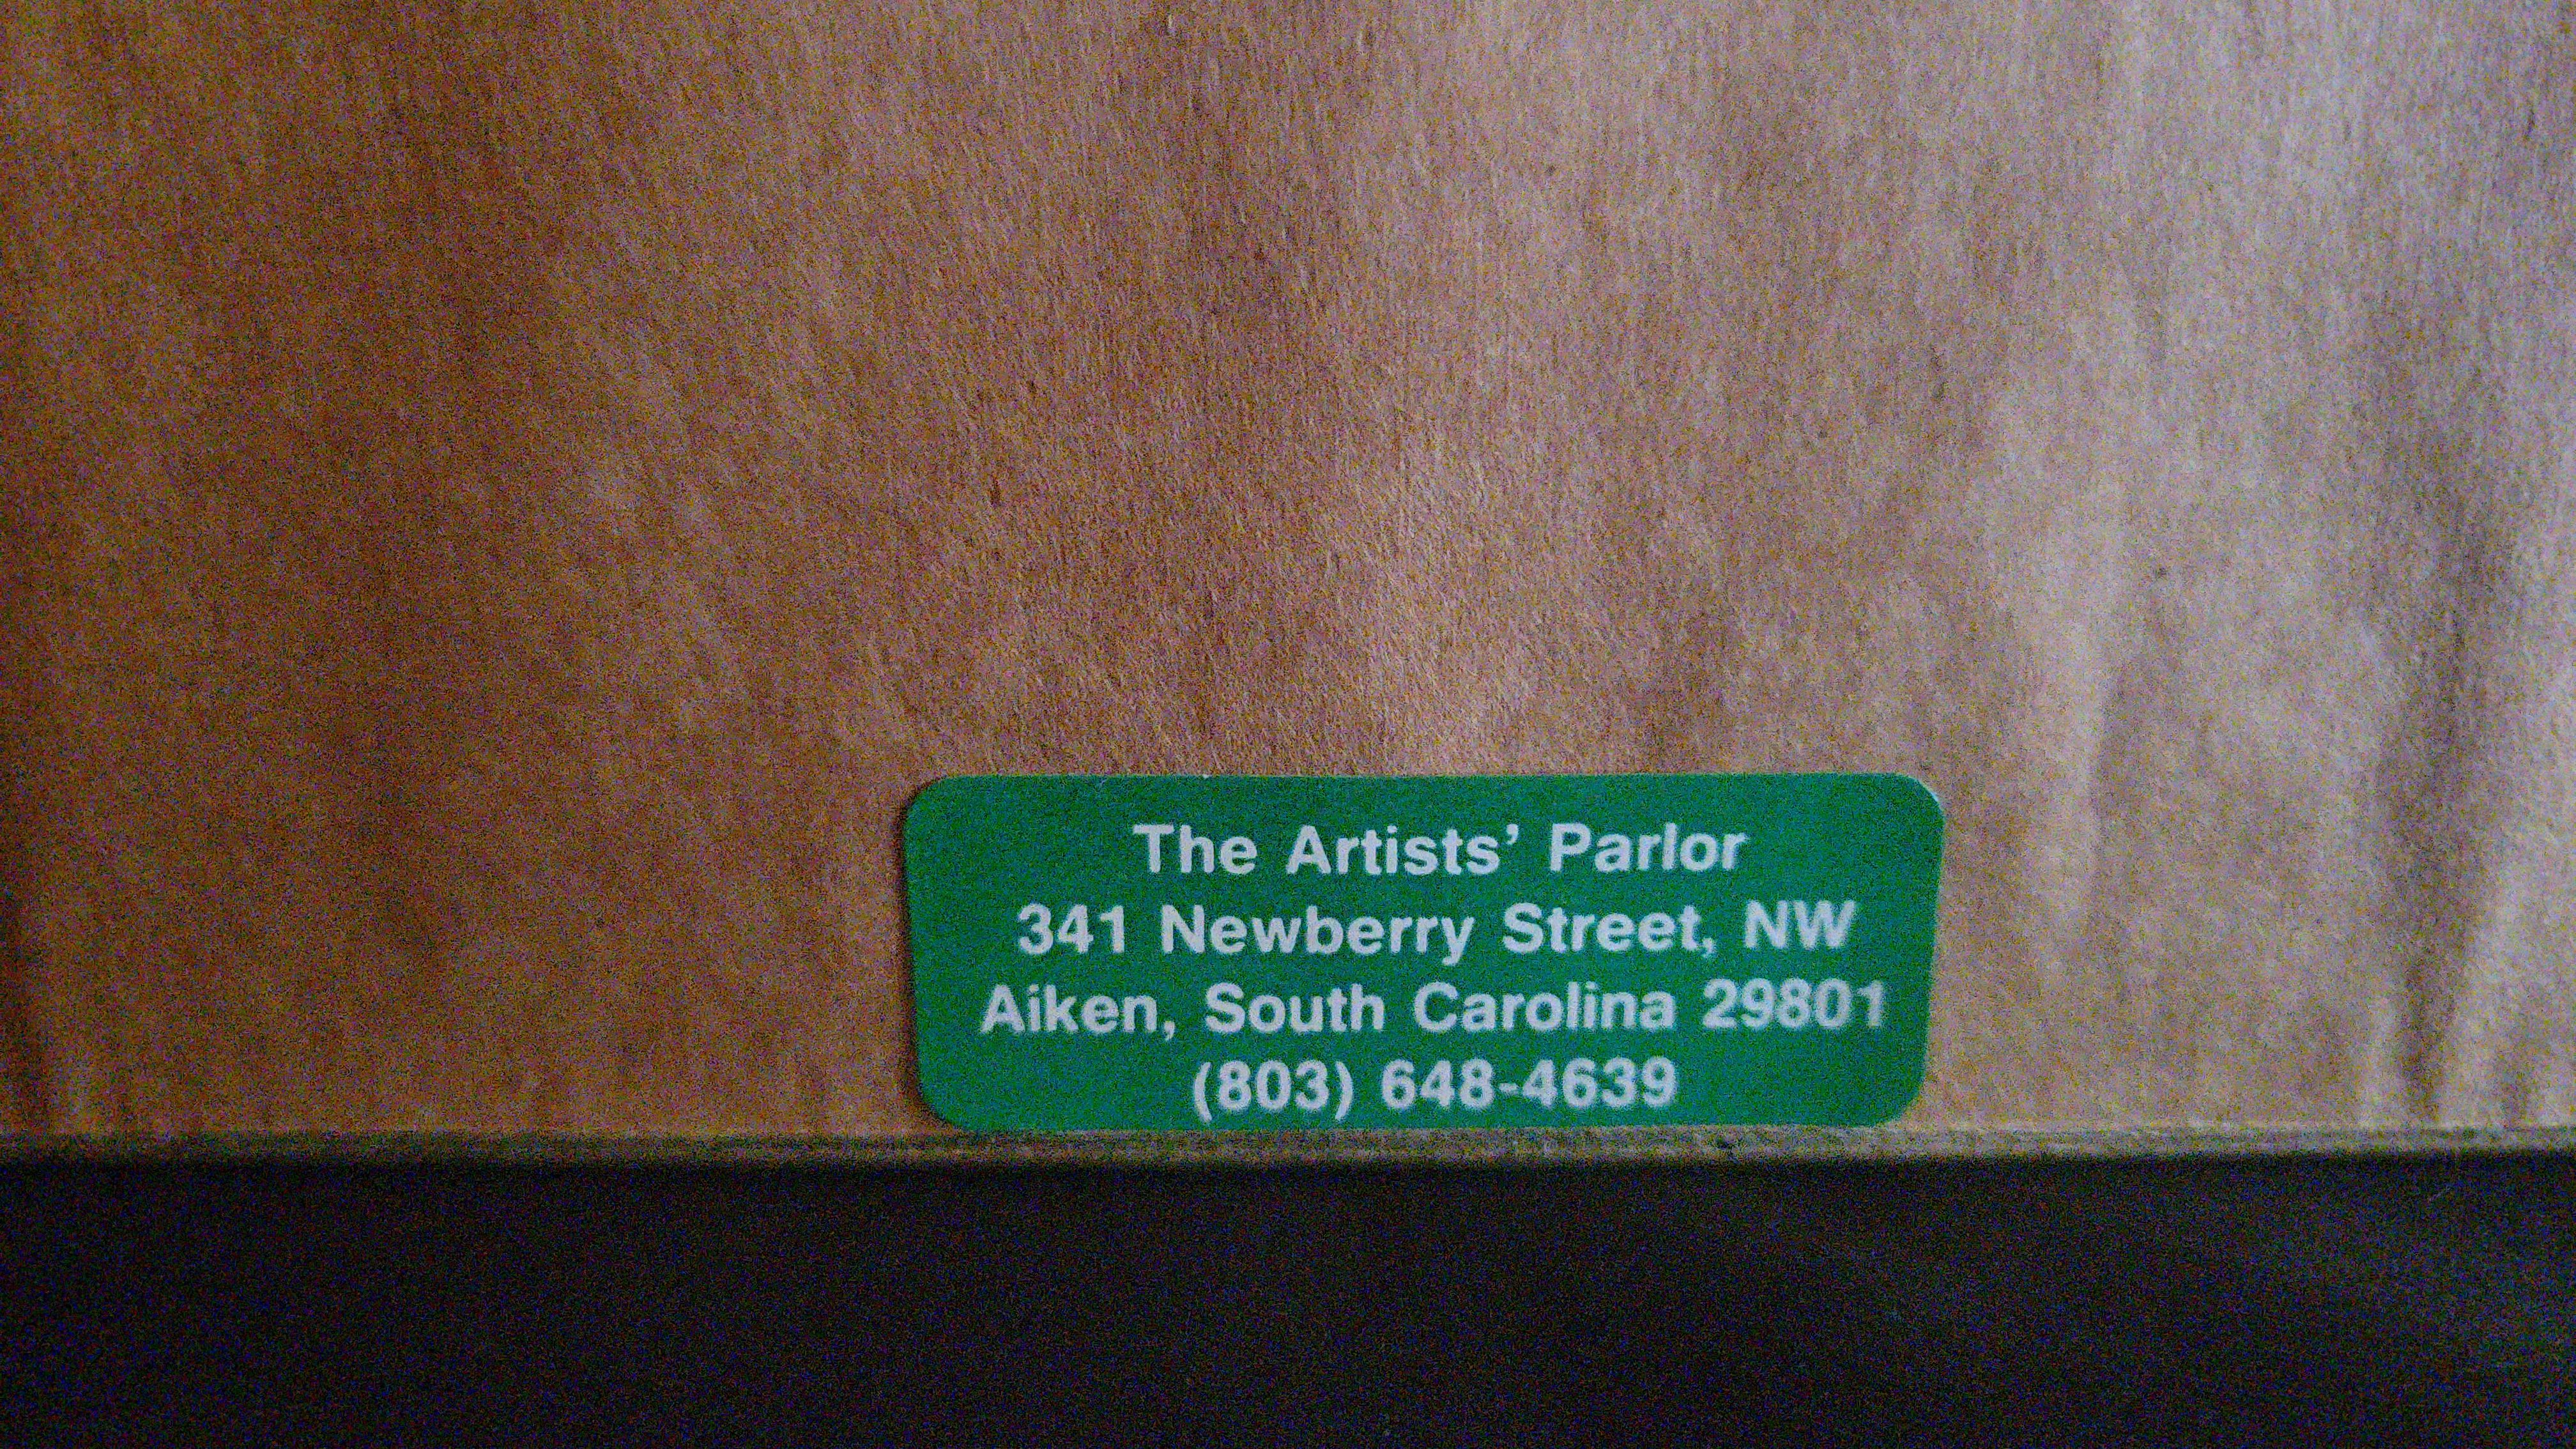 The Artists' Parlor
341 Newberry Street, NW
Aiken, South Carolina 29801
(803) 648-4639